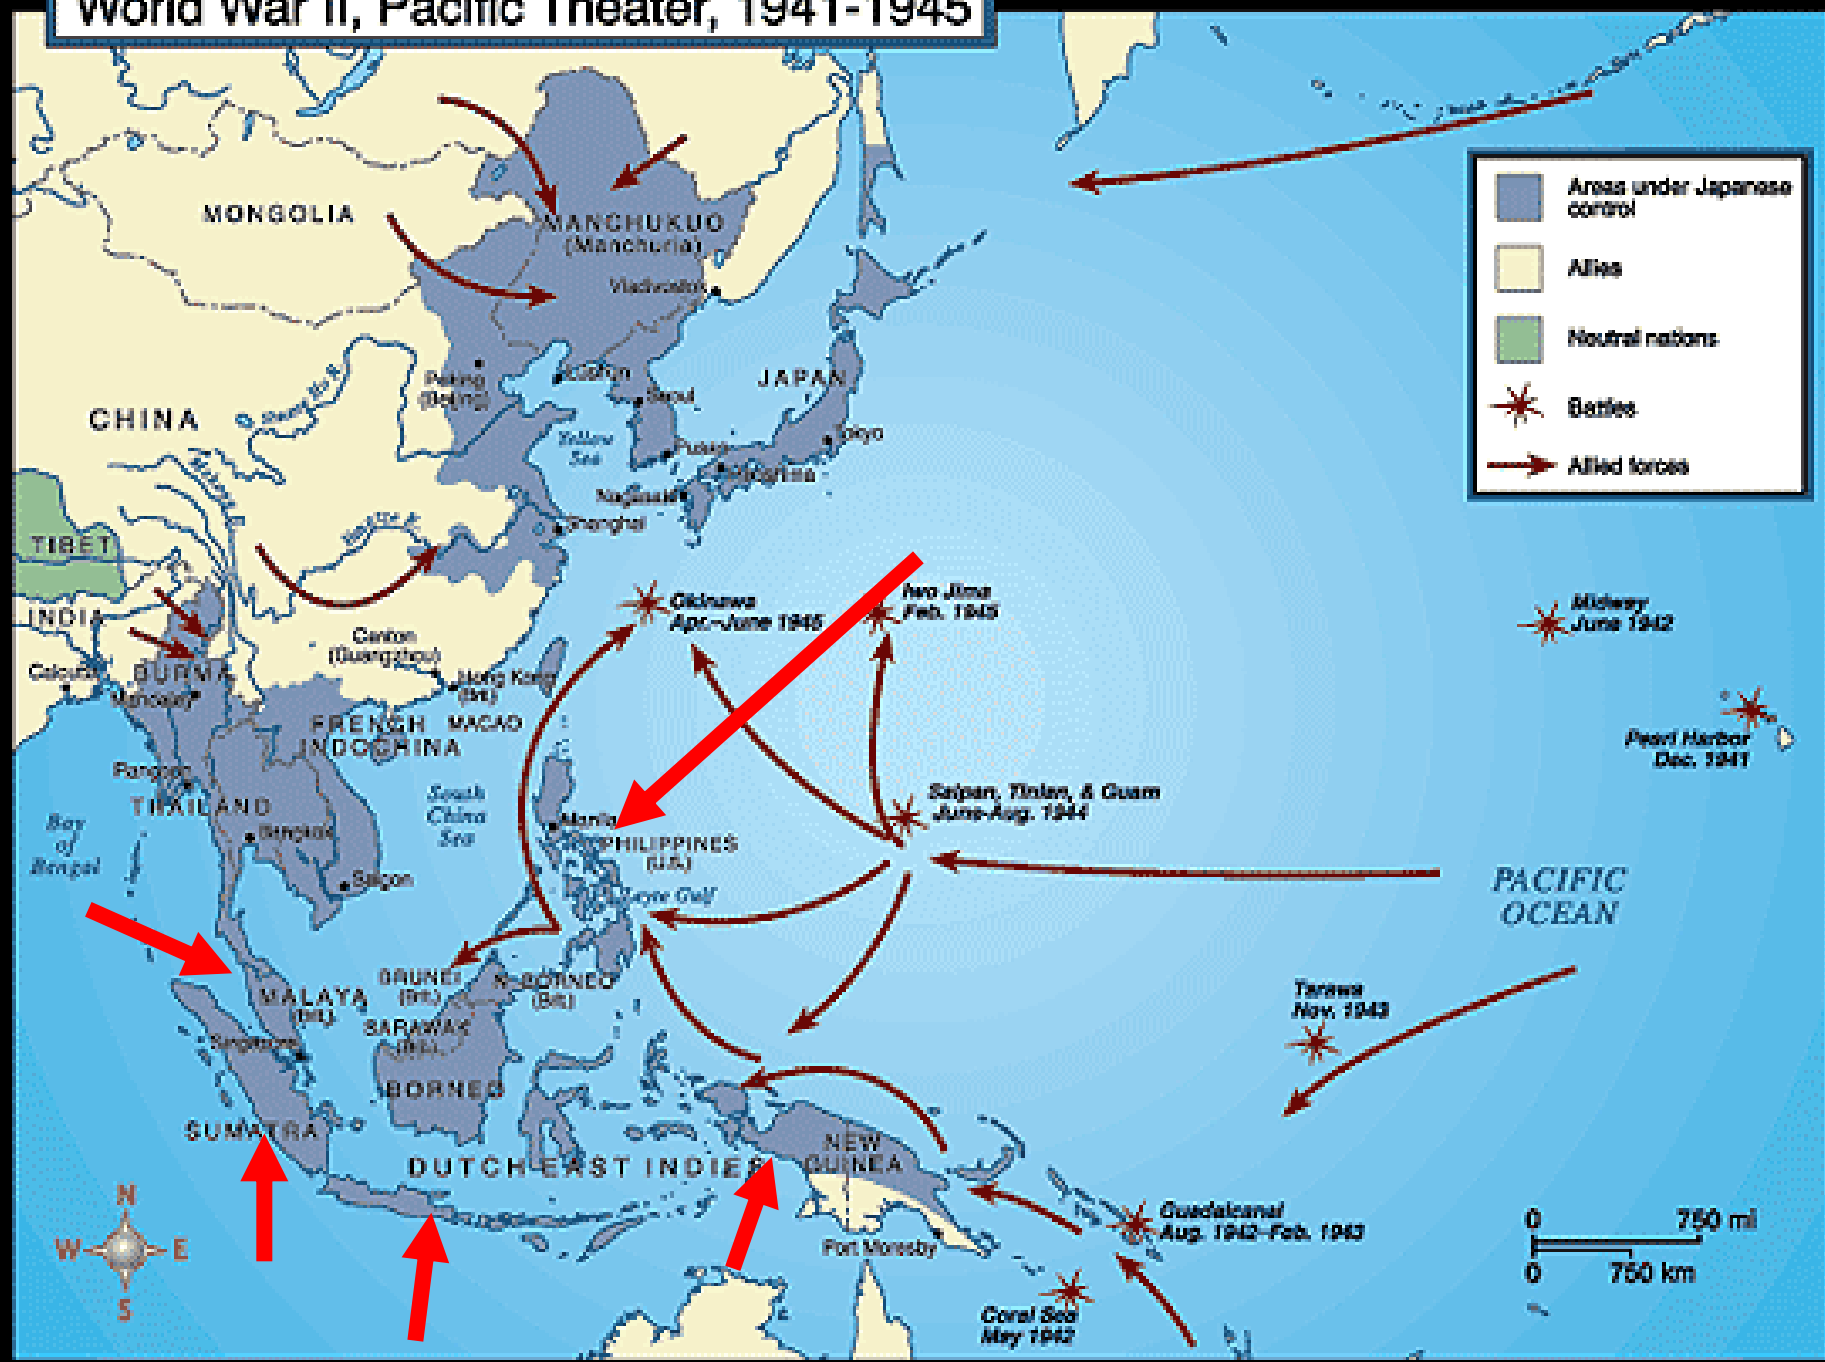 World War II, Pacific Theater, 1941-1945
Areas under Japanese
control
Allies
Neutral nations
Battles
Allied forces
MONGOLIA
MANCHUKUO
(Manchuria)
Vladivostok
Peking
(Beijing)
Lushun
Seoul
JAPAN
CHINA
Huang Ho R.
Yellow
Sea
Pusan
Tokyo
Hiroshima
Nagasaki
Shanghai
TIBET
INDIA
Okinawa
Apr.-June 1945
Iwo Jima
Feb. 1945
Midway
June 1942
Canton
(Guangzhou)
Calcutta
BURMA
Mandalay
Hong Kong
(Brit.)
FRENCH
INDOCHINA
MACAO
Pearl Harbor
Dec. 1941
Rangoon
THAILAND
Bangkok
Bay
of
Bengal
South
China
Sea
Manila
Saipan, Tinian, & Guam
June-Aug. 1944
PHILIPPINES
(U.S.)
Saigon
Leyte Gulf
PACIFIC
OCEAN
BRUNEI
(Brit.)
N. BORNEO
(Brit.)
MALAYA
(Brit.)
SARAWAK
(Brit.)
Singapore
Tarawa
Nov. 1943
BORNEO
SUMATRA
DUTCH EAST INDIES
NEW
GUINEA
Guadalcanal
Aug. 1942-Feb. 1943
Port Moresby
Coral Sea
May 1942
N
W
E
S
0
750 mi
0
750 km